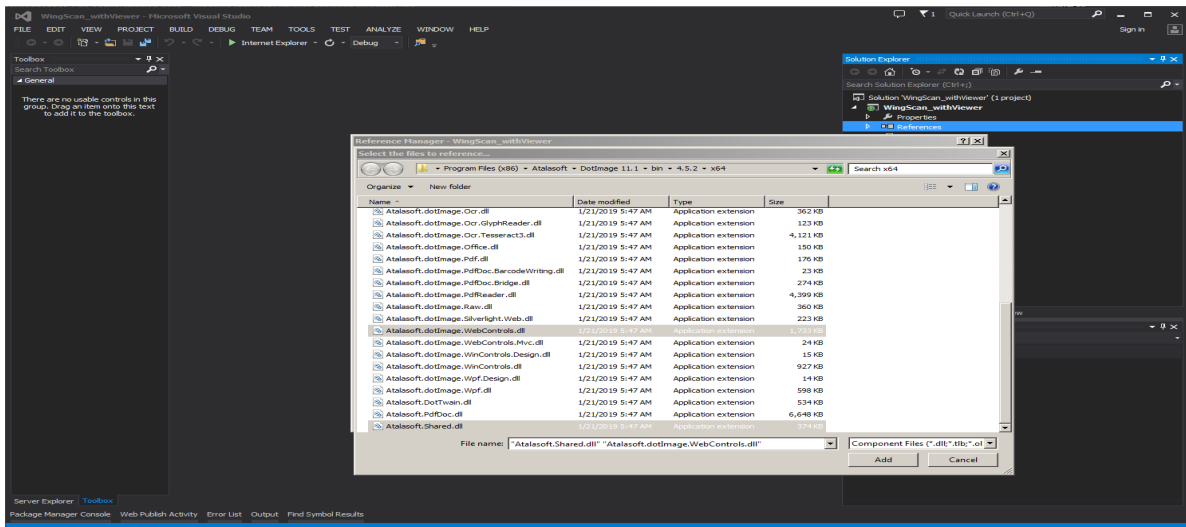 WingScan_withViewer - Microsoft Visual Studio
1 Quick Launch (Ctrl+Q)
FILE EDIT VIEW PROJECT BUILD DEBUG TEAM TOOLS TEST ANALYZE WINDOW HELP
Sign in
Internet Explorer Debug
Toolbox
Search Toolbox
General
There are no usable controls in this
group. Drag an item onto this text
to add it to the toolbox.
Solution Explorer
Search Solution Explorer (Ctrl+;)
Solution 'WingScan_withViewer' (1 project)
WingScan_withViewer
Properties
References
Reference Manager - WingScan_withViewer
Select the files to reference...
Program Files (x86) Atalasoft DotImage 11.1 bin 4.5.2 x64
Search x64
Organize New folder
Name Date modified Type Size
Atalasoft.dotImage.Ocr.dll 1/21/2019 5:47 AM Application extension 362 KB
Atalasoft.dotImage.Ocr.GlyphReader.dll 1/21/2019 5:47 AM Application extension 123 KB
Atalasoft.dotImage.Ocr.Tesseract3.dll 1/21/2019 5:47 AM Application extension 4,121 KB
Atalasoft.dotImage.Office.dll 1/21/2019 5:47 AM Application extension 150 KB
Atalasoft.dotImage.Pdf.dll 1/21/2019 5:47 AM Application extension 176 KB
Atalasoft.dotImage.PdfDoc.BarcodeWriting.dll 1/21/2019 5:47 AM Application extension 23 KB
Atalasoft.dotImage.PdfDoc.Bridge.dll 1/21/2019 5:47 AM Application extension 274 KB
Atalasoft.dotImage.PdfReader.dll 1/21/2019 5:47 AM Application extension 4,399 KB
Atalasoft.dotImage.Raw.dll 1/21/2019 5:47 AM Application extension 360 KB
Atalasoft.dotImage.Silverlight.Web.dll 1/21/2019 5:47 AM Application extension 223 KB
Atalasoft.dotImage.WebControls.dll 1/21/2019 5:47 AM Application extension 1,733 KB
Atalasoft.dotImage.WebControls.Mvc.dll 1/21/2019 5:47 AM Application extension 24 KB
Atalasoft.dotImage.WinControls.Design.dll 1/21/2019 5:47 AM Application extension 15 KB
Atalasoft.dotImage.WinControls.dll 1/21/2019 5:47 AM Application extension 927 KB
Atalasoft.dotImage.Wpf.Design.dll 1/21/2019 5:47 AM Application extension 14 KB
Atalasoft.dotImage.Wpf.dll 1/21/2019 5:47 AM Application extension 598 KB
Atalasoft.DotTwain.dll 1/21/2019 5:47 AM Application extension 534 KB
Atalasoft.PdfDoc.dll 1/21/2019 5:47 AM Application extension 6,648 KB
Atalasoft.Shared.dll 1/21/2019 5:47 AM Application extension 374 KB
File name: "Atalasoft.Shared.dll" "Atalasoft.dotImage.WebControls.dll"
Component Files (*.dll;*.tlb;*.ol
Add Cancel
Server Explorer Toolbox
Package Manager Console Web Publish Activity Error List Output Find Symbol Results